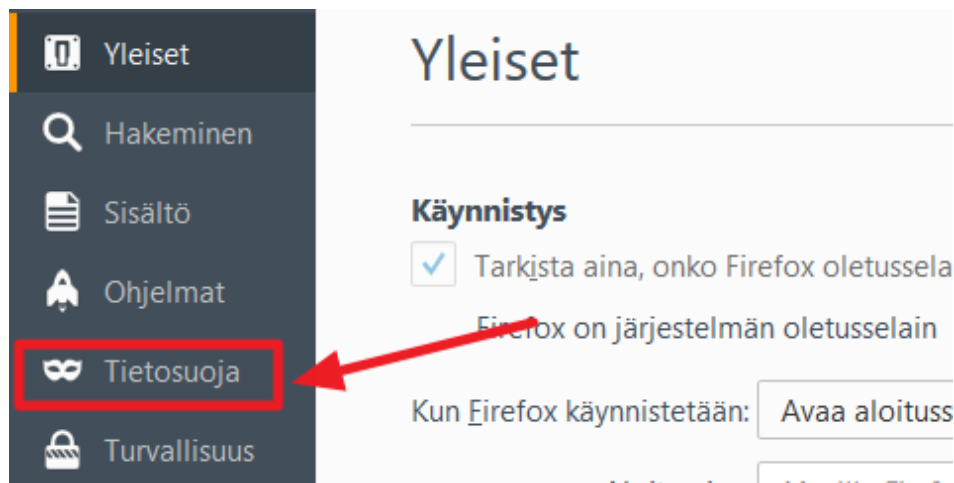 Yleiset
Hakeminen
Sisältö
Ohjelmat
Tietosuoja
Turvallisuus
Yleiset
Käynnistys
Tarkista aina, onko Firefox oletussela
Firefox on järjestelmän oletusselain
Kun Firefox käynnistetään: Avaa aloituss